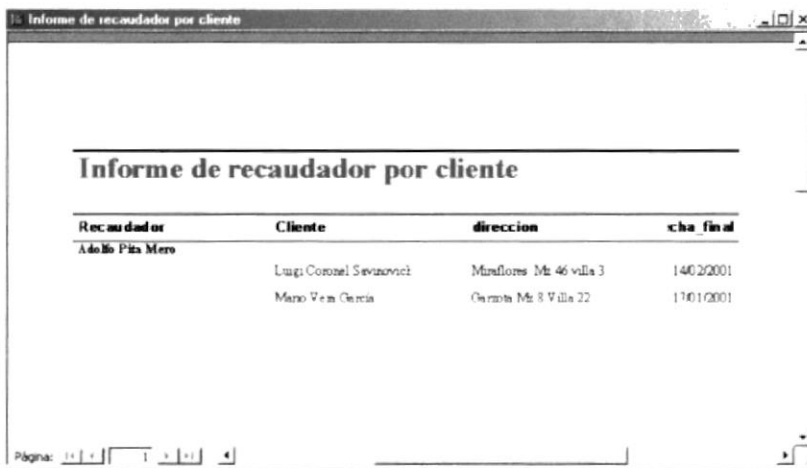 Informe de recaudador por cliente
Informe de recaudador por cliente
Recaudador Cliente direccion cha_final
Adolfo Pita Mero
Luigi Coronel Savinovich Miraflores Mz 46 villa 3 14/02/2001
Mario Vera Garcia Garzota Mz 8 Villa 22 17/01/2001
Página: 1